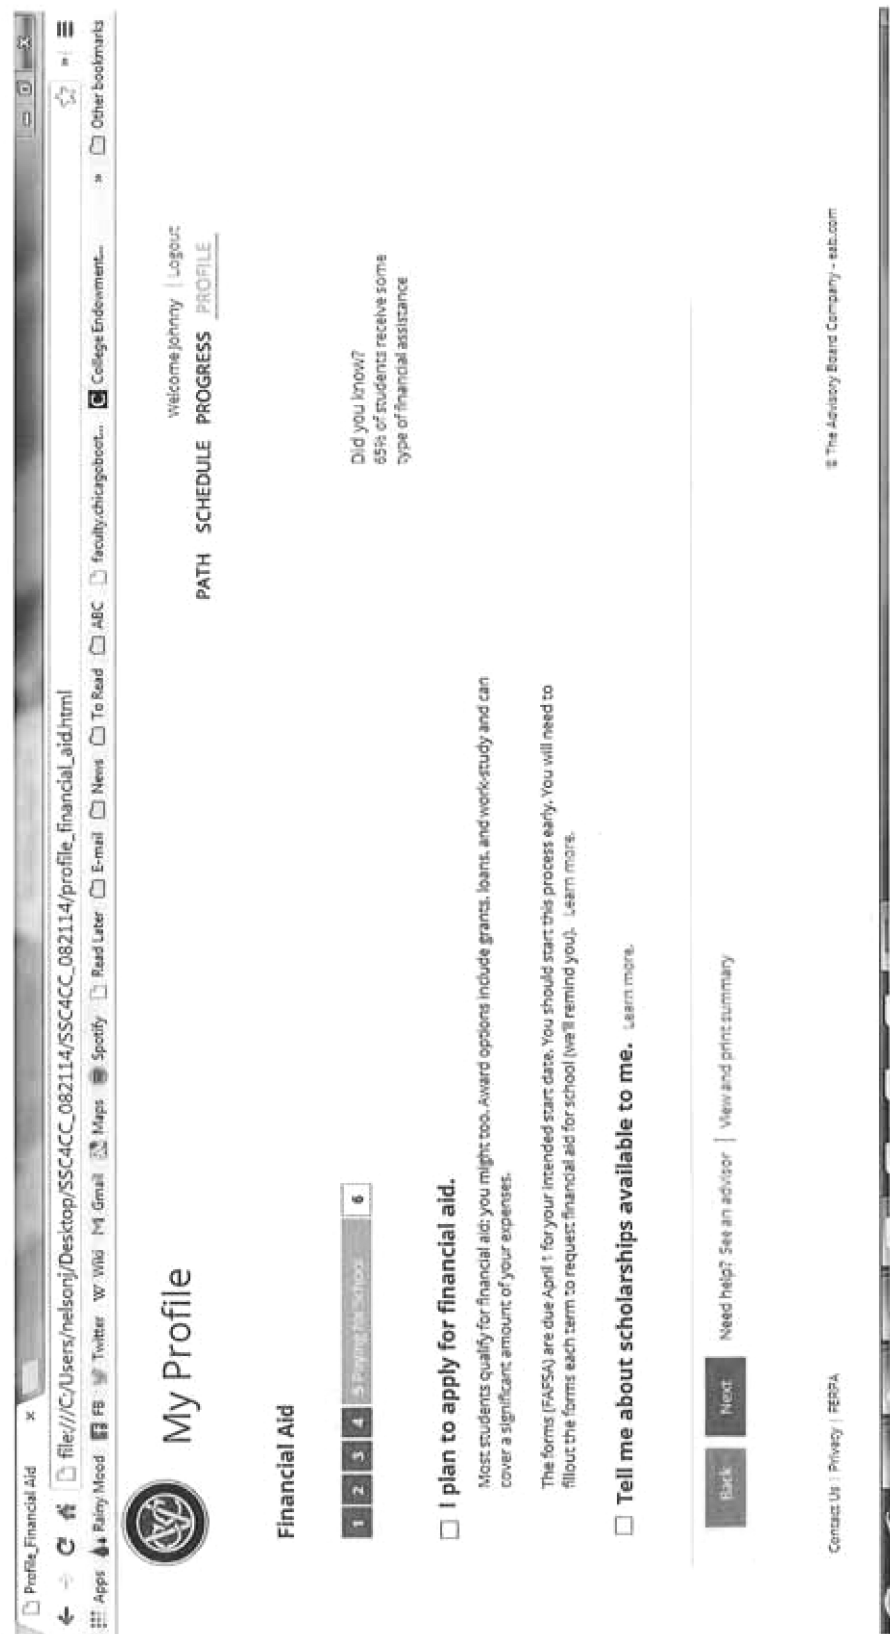 Profile_Financial Aid
file:///C:/Users/nelsonj/Desktop/SSC4CC_082114/SSC4CC_082114/profile_financial_aid.html
Apps Rainy Mood FB Twitter W Wiki M Gmail Maps Spotify Read Later E-mail News To Read ABC faculty.chicagoboot... C College Endowment... » Other bookmarks
Welcome Johnny | Logout
My Profile
PATH SCHEDULE PROGRESS PROFILE
Financial Aid
1 2 3 4 5 Paying for School 6
Did you know?
65% of students receive some
type of financial assistance
I plan to apply for financial aid.
Most students qualify for financial aid; you might too. Award options include grants, loans, and work-study and can
cover a significant amount of your expenses.
The forms (FAFSA) are due April 1 for your intended start date. You should start this process early. You will need to
fillout the forms each term to request financial aid for school (we'll remind you). Learn more.
Tell me about scholarships available to me. Learn more.
Back Next Need help? See an advisor | View and print summary
Contact Us | Privacy | FERPA
© The Advisory Board Company - eab.com